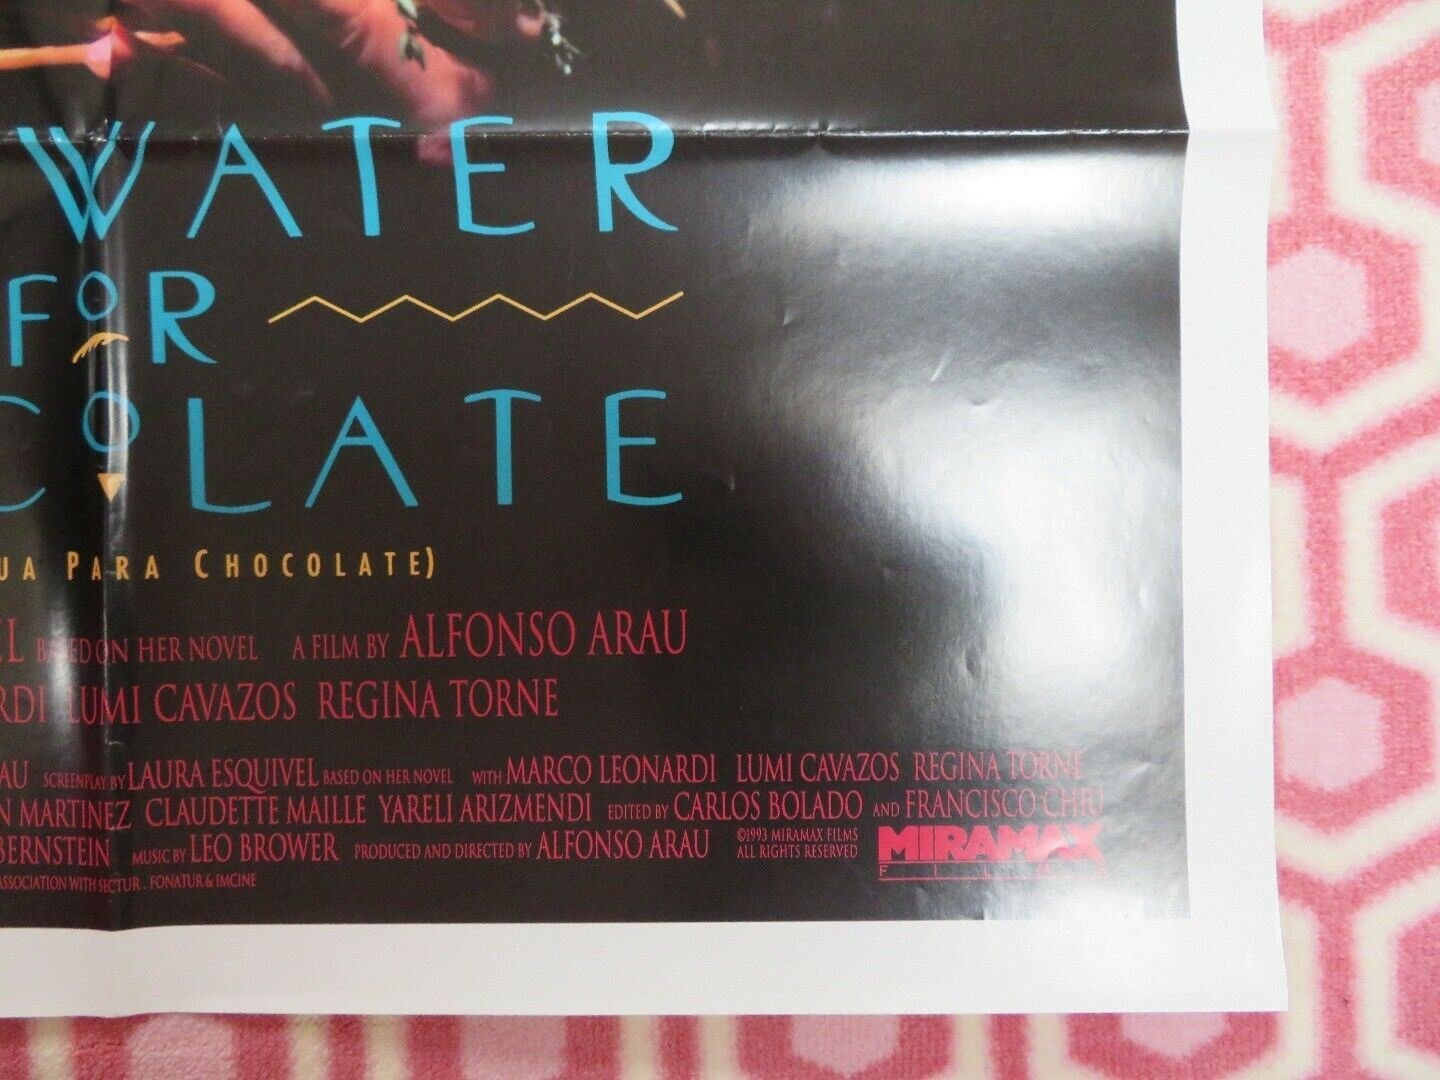 WATER
FOR
COLATE
UA PARA CHOCOLATE)
EL BASED ON HER NOVEL A FILM BY ALFONSO ARAU
RDI LUMI CAVAZOS REGINA TORNE
AU SCREENPLAY BY LAURA ESQUIVEL BASED ON HER NOVEL WITH MARCO LEONARDI LUMI CAVAZOS REGINA TORNE
N MARTINEZ CLAUDETTE MAILLE YARELI ARIZMENDI EDITED BY CARLOS BOLADO AND FRANCISCO CHIU
BERNSTEIN MUSIC BY LEO BROWER PRODUCED AND DIRECTED BY ALFONSO ARAU ©1993 MIRAMAX FILMS
ALL RIGHTS RESERVED
MIRAMAX
FILMS
ASSOCIATION WITH SECTUR. FONATUR & IMCINE